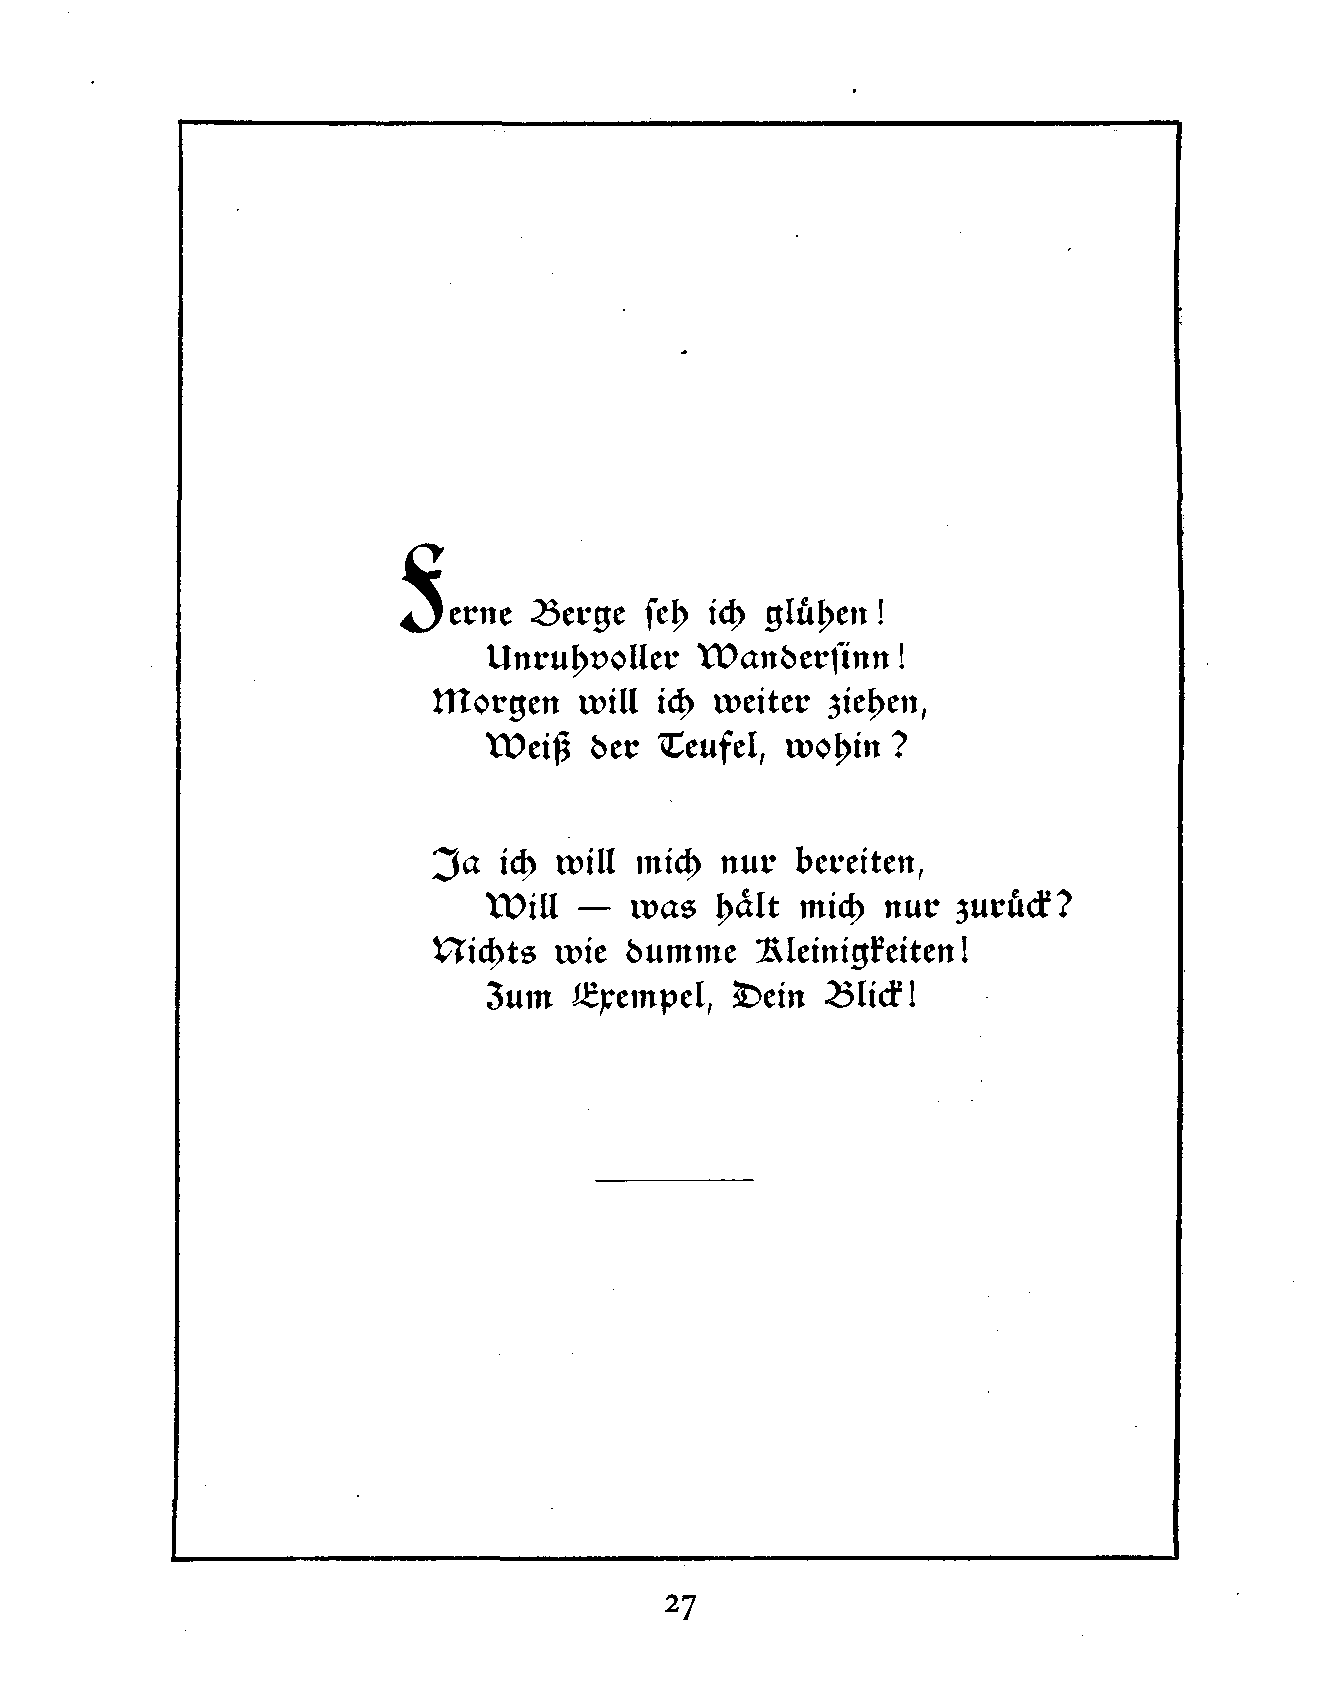 Ferne Berge seh ich glühen!
Unruhvoller Wandersinn!
Morgen will ich weiter ziehen,
Weiß der Teufel, wohin?
Ja ich will mich nur bereiten,
Will — was hält mich nur zurück?
Nichts wie dumme Kleinigkeiten!
Zum Exempel, Dein Blick!
27